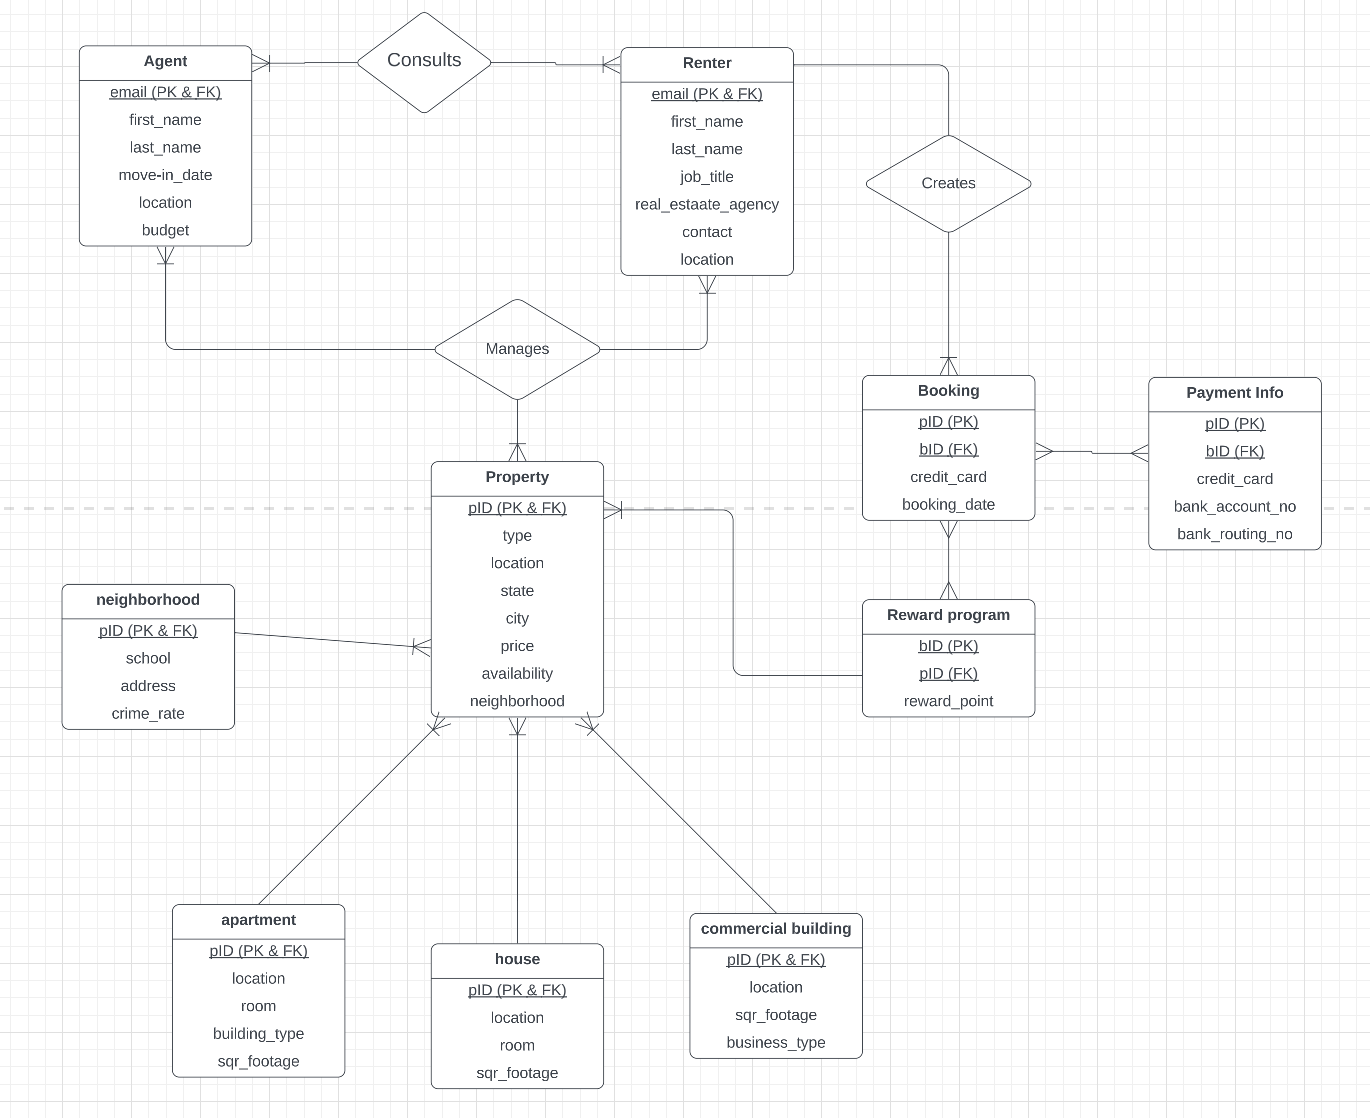 Agent
email (PK & FK)
first_name
last_name
move-in_date
location
budget
Consults
Renter
email (PK & FK)
first_name
last_name
job_title
real_estaate_agency
contact
location
Creates
Manages
Booking
pID (PK)
bID (FK)
credit_card
booking_date
Payment Info
pID (PK)
bID (FK)
credit_card
bank_account_no
bank_routing_no
Property
pID (PK & FK)
type
location
state
city
price
availability
neighborhood
neighborhood
pID (PK & FK)
school
address
crime_rate
Reward program
bID (PK)
pID (FK)
reward_point
apartment
pID (PK & FK)
location
room
building_type
sqr_footage
house
pID (PK & FK)
location
room
sqr_footage
commercial building
pID (PK & FK)
location
sqr_footage
business_type